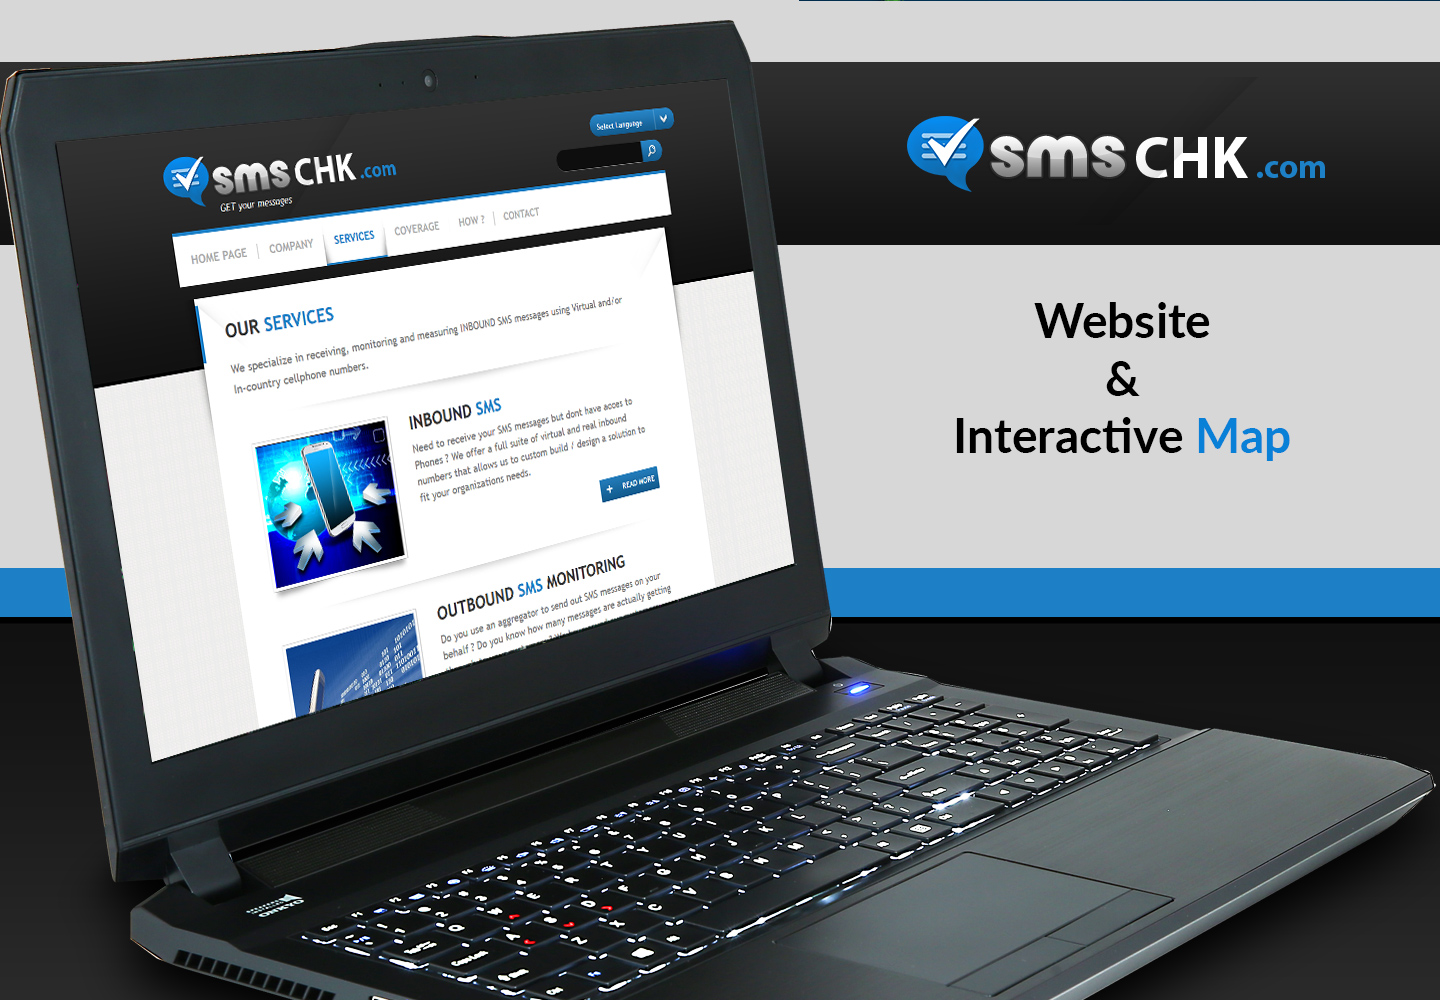 Select Language
sms CHK .com
GET your messages
HOME PAGE
COMPANY
SERVICES
COVERAGE
HOW ?
CONTACT
OUR SERVICES
We specialize in receiving, monitoring and measuring INBOUND SMS messages using Virtual and/or
In-country cellphone numbers.
INBOUND SMS
Need to receive your SMS messages but dont have acces to
Phones ? We offer a full suite of virtual and real inbound
numbers that allows us to custom build / design a solution to
fit your organizations needs.
+ READ MORE
OUTBOUND SMS MONITORING
Do you use an aggregator to send out SMS messages on your
behalf ? Do you know how many messages are actually getting
sms CHK .com
Website
&
Interactive Map